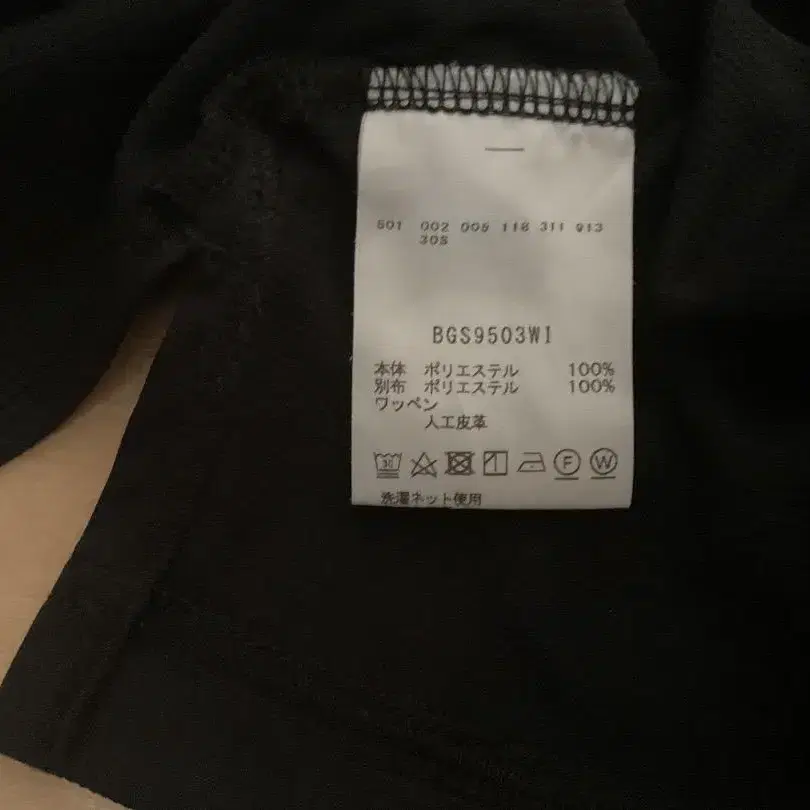 501 002 005 118 311 913
30S
BGS9503WI
本体 ポリエステル 100%
別布 ポリエステル 100%
ワッペン
人工皮革
30 F W
洗濯ネット使用